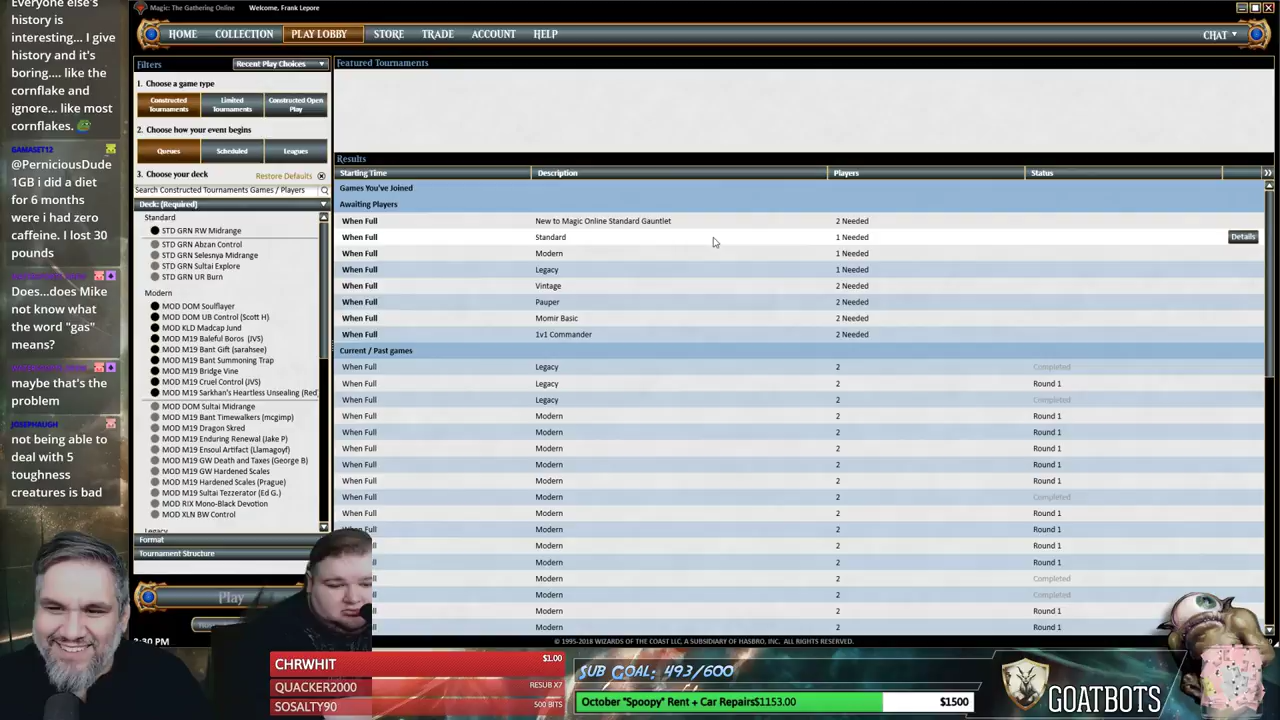 Everyone else's
history is
interesting... I give
history and it's
boring.... like the
cornflake and
ignore... like most
cornflakes.
GAMASET12
@PerniciousDude
1GB i did a diet
for 6 months
were i had zero
caffeine. I lost 30
pounds
Does...does Mike
not know what
the word "gas"
means?
maybe that's the
problem
JOSEPHAUGH
not being able to
deal with 5
toughness
creatures is bad
Magic: The Gathering Online Welcome, Frank Lepore
HOME COLLECTION PLAY LOBBY STORE TRADE ACCOUNT HELP CHAT
Filters Recent Play Choices
1. Choose a game type
Constructed Tournaments Limited Tournaments Constructed Open Play
2. Choose how your event begins
Queues Scheduled Leagues
3. Choose your deck Restore Defaults
Search Constructed Tournaments Games / Players
Deck: (Required)
Standard
STD GRN RW Midrange
STD GRN Abzan Control
STD GRN Selesnya Midrange
STD GRN Sultai Explore
STD GRN UR Burn
Modern
MOD DOM Soulflayer
MOD DOM UB Control (Scott H)
MOD KLD Madcap Jund
MOD M19 Baleful Boros (JVS)
MOD M19 Bant Gift (sarahsee)
MOD M19 Bant Summoning Trap
MOD M19 Bridge Vine
MOD M19 Cruel Control (JVS)
MOD M19 Sarkhan's Heartless Unsealing (Red
MOD DOM Sultai Midrange
MOD M19 Bant Timewalkers (mcgimp)
MOD M19 Dragon Skred
MOD M19 Enduring Renewal (Jake P)
MOD M19 Ensoul Artifact (Llamagoyf)
MOD M19 GW Death and Taxes (George B)
MOD M19 GW Hardened Scales
MOD M19 Hardened Scales (Prague)
MOD M19 Sultai Tezzerator (Ed G.)
MOD RIX Mono-Black Devotion
MOD XLN BW Control
Legacy
Format
Tournament Structure
Play
:30 PM
Featured Tournaments
Results
Starting Time Description Players Status
Games You've Joined
Awaiting Players
When Full New to Magic Online Standard Gauntlet 2 Needed
When Full Standard 1 Needed Details
When Full Modern 1 Needed
When Full Legacy 1 Needed
When Full Vintage 2 Needed
When Full Pauper 2 Needed
When Full Momir Basic 2 Needed
When Full 1v1 Commander 2 Needed
Current / Past games
When Full Legacy 2 Completed
When Full Legacy 2 Round 1
When Full Legacy 2 Completed
When Full Modern 2 Round 1
When Full Modern 2 Round 1
When Full Modern 2 Round 1
When Full Modern 2 Round 1
When Full Modern 2 Round 1
When Full Modern 2 Completed
When Full Modern 2 Round 1
When Full Modern 2 Round 1
Modern 2 Round 1
Modern 2 Round 1
Modern 2 Completed
Modern 2 Completed
Modern 2 Round 1
Modern 2 Round 1
© 1995-2018 WIZARDS OF THE COAST LLC, A SUBSIDIARY OF HASBRO, INC. ALL RIGHTS RESERVED.
CHRWHIT $1.00
QUACKER2000 RESUB X7
SOSALTY90 500 BITS
SUB GOAL: 493/600
October "Spoopy" Rent + Car Repairs $1153.00 $1500
GOATBOTS